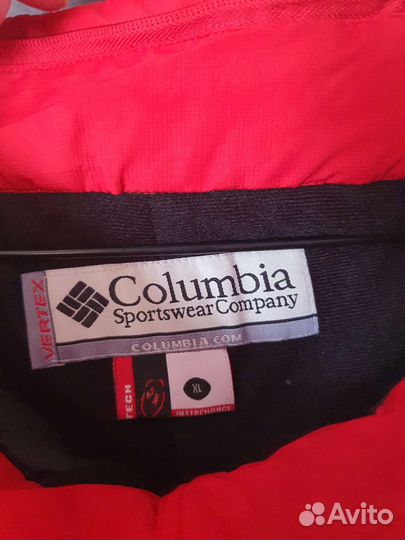 VERTEX
Columbia
Sportswear Company
COLUMBIA.COM
TECH
XL
INTERCHANGE
Avito